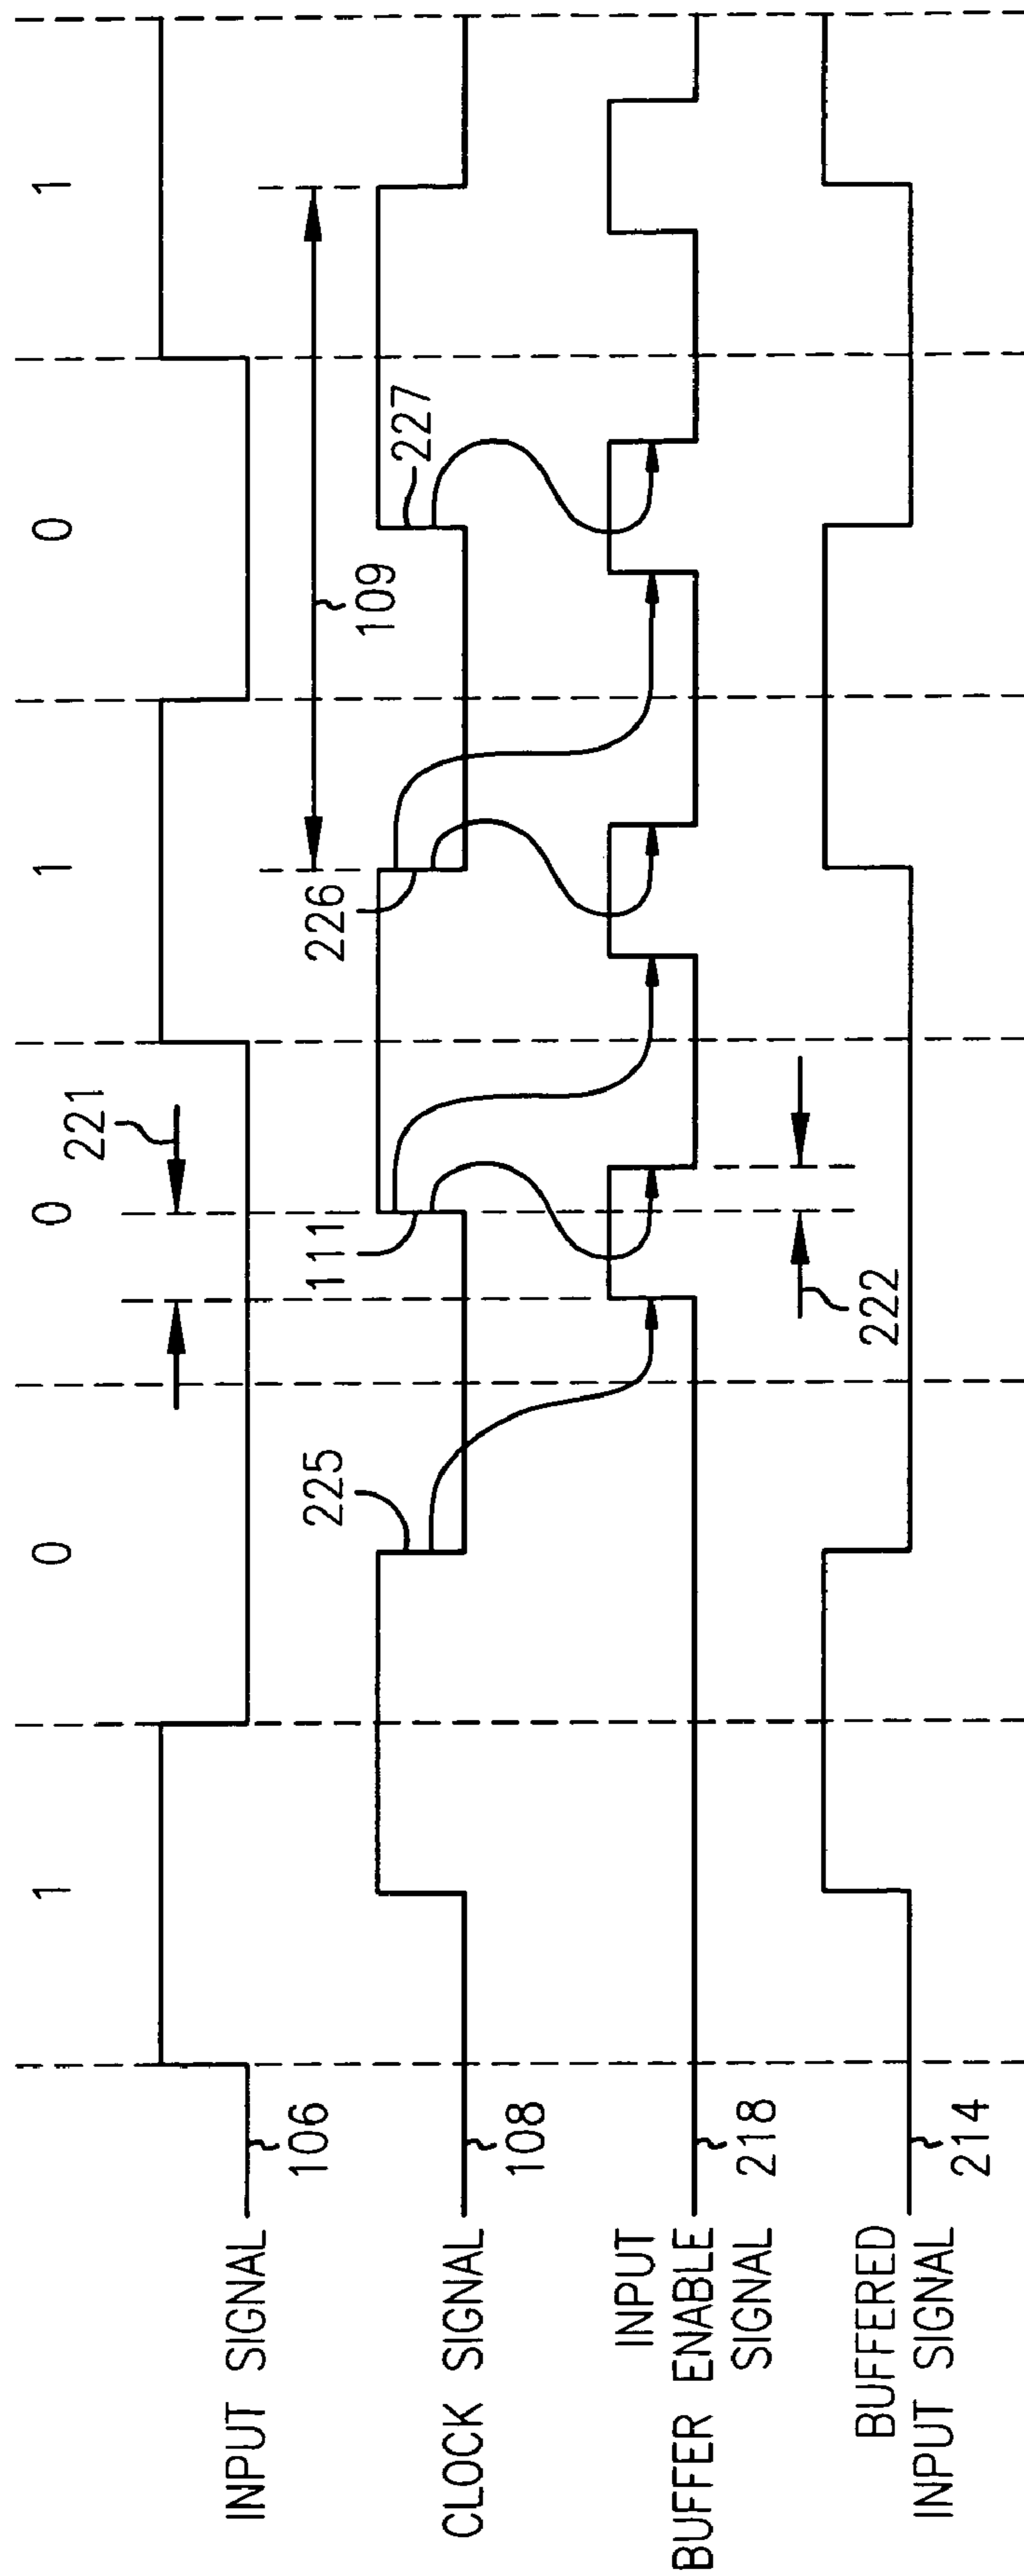 1 0 0 1 0 1
221
INPUT SIGNAL
106
109
225
111
226
227
CLOCK SIGNAL
108
INPUT
BUFFER ENABLE
SIGNAL
218
222
BUFFERED
INPUT SIGNAL
214